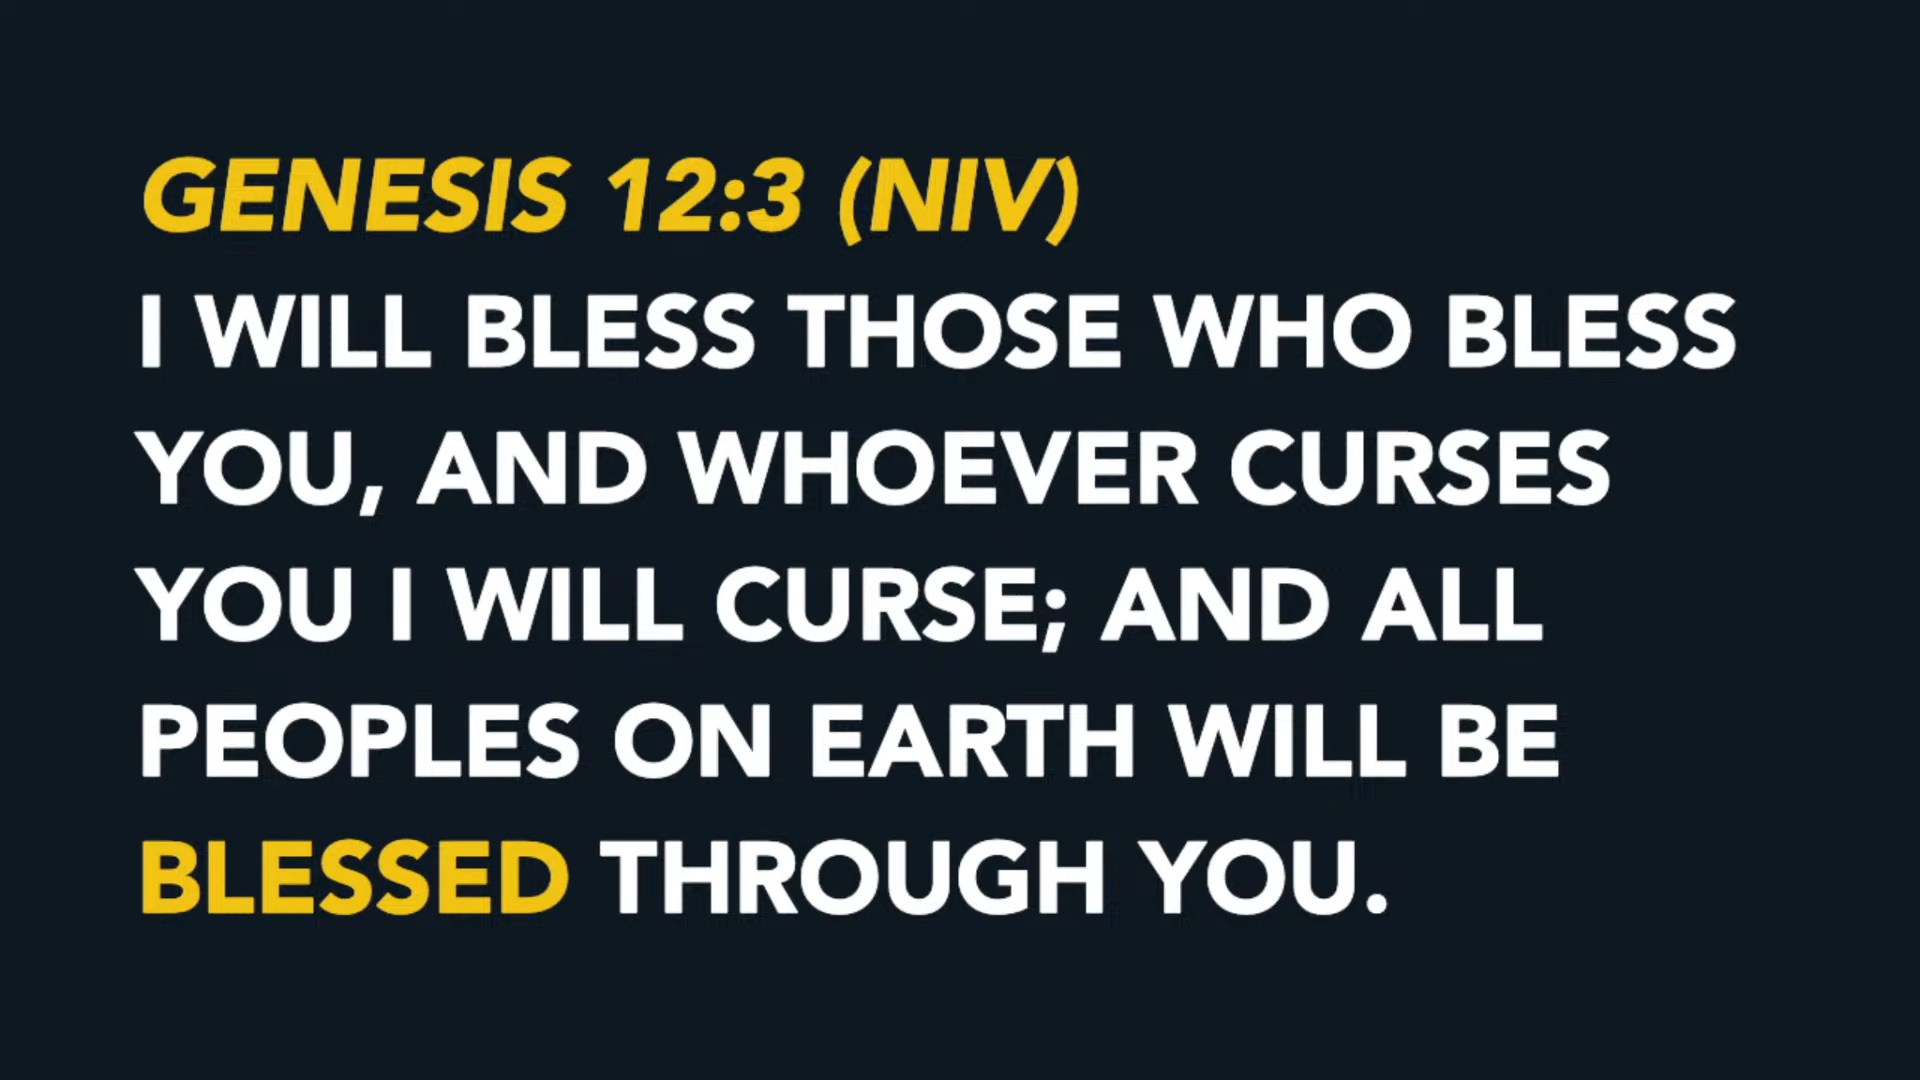 GENESIS 12:3 (NIV)
I WILL BLESS THOSE WHO BLESS
YOU, AND WHOEVER CURSES
YOU I WILL CURSE; AND ALL
PEOPLES ON EARTH WILL BE
BLESSED THROUGH YOU.